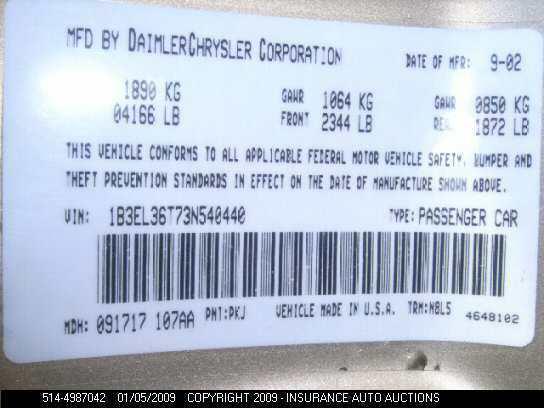 MFD BY DAIMLERCHRYSLER CORPORATION DATE OF MFR: 9-02
1890 KG GAWR 1064 KG GAWR 0850 KG
04166 LB FRONT 2344 LB 1872 LB
THIS VEHICLE CONFORMS TO ALL APPLICABLE FEDERAL MOTOR VEHICLE SAFETY, BUMPER AND
THEFT PREVENTION STANDARDS IN EFFECT ON THE DATE OF MANUFACTURE SHOWN ABOVE.
VIN: 1B3EL36T73N540440 TYPE: PASSENGER CAR
MDH: 091717 107AA PNT:PKJ VEHICLE MADE IN U.S.A. TRM:N8L5 4648102
514-4987042 01/05/2009 COPYRIGHT 2009 - INSURANCE AUTO AUCTIONS